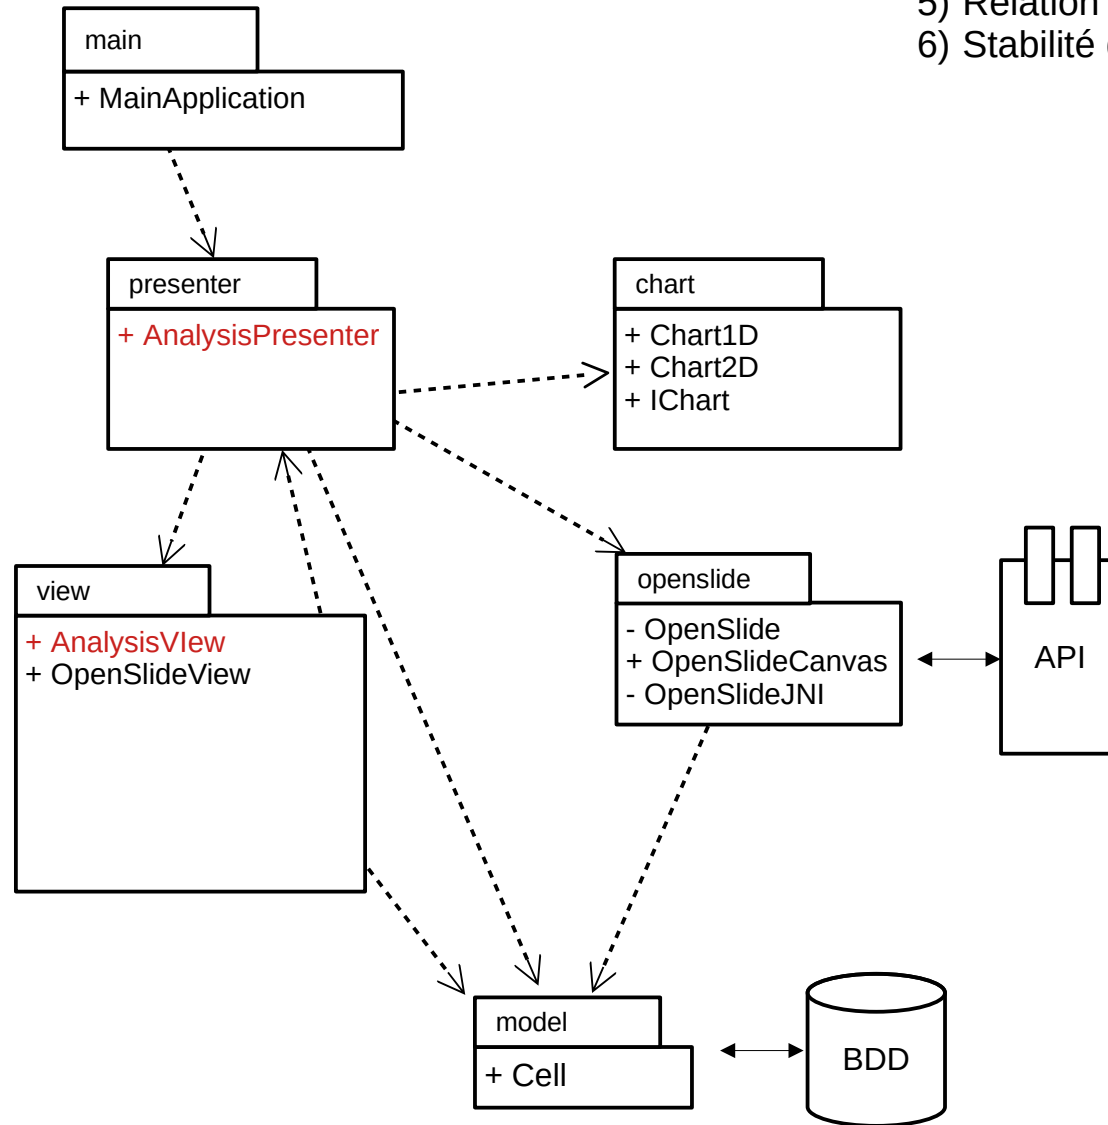 5) Relation
6) Stabilité
main
+ MainApplication
presenter
+ AnalysisPresenter
chart
+ Chart1D
+ Chart2D
+ IChart
view
+ AnalysisVIew
+ OpenSlideView
openslide
- OpenSlide
+ OpenSlideCanvas
- OpenSlideJNI
API
model
+ Cell
BDD